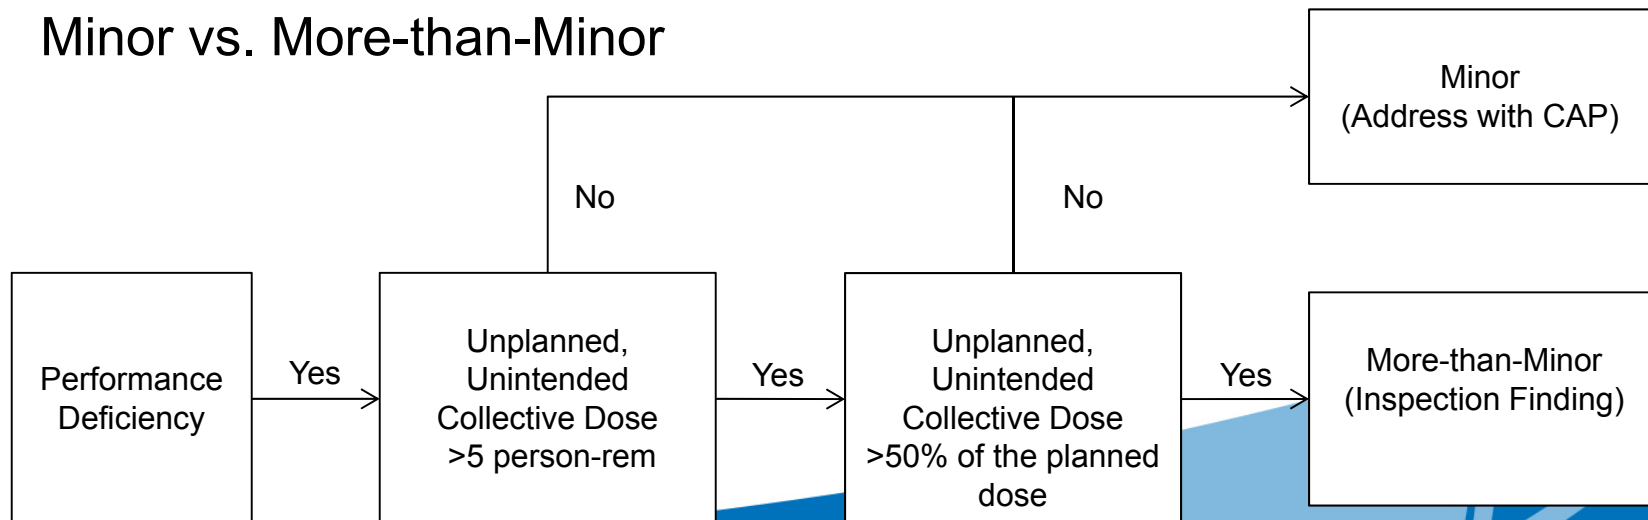 Minor vs. More-than-Minor
Minor
(Address with CAP)
No
No
Performance
Deficiency
Yes
Unplanned,
Unintended
Collective Dose
>5 person-rem
Yes
Unplanned,
Unintended
Collective Dose
>50% of the planned
dose
Yes
More-than-Minor
(Inspection Finding)